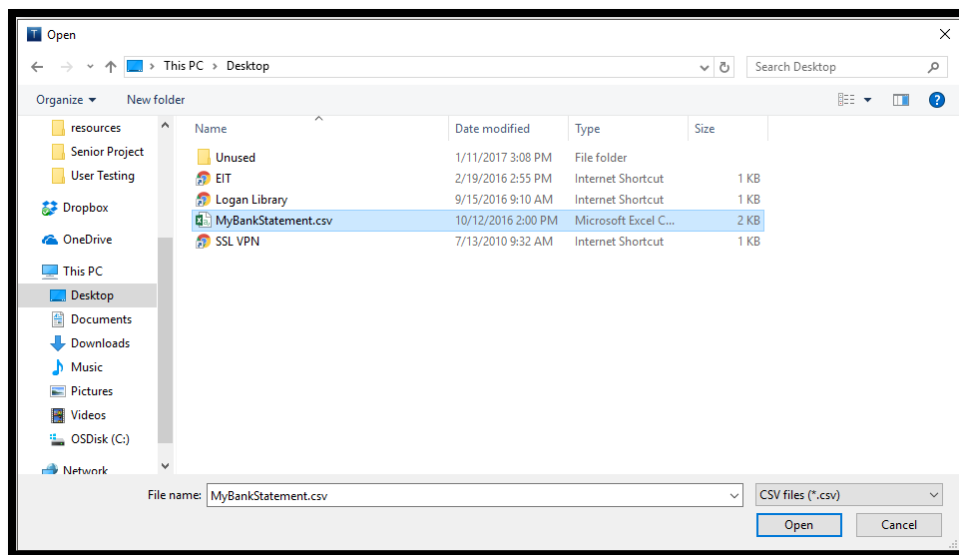 T Open
This PC > Desktop
Search Desktop
Organize New folder ?
Name Date modified Type Size
resources
Senior Project
User Testing
Dropbox
OneDrive
This PC
Desktop
Documents
Downloads
Music
Pictures
Videos
OSDisk (C:)
Network
Unused 1/11/2017 3:08 PM File folder
EIT 2/19/2016 2:55 PM Internet Shortcut 1 KB
Logan Library 9/15/2016 9:10 AM Internet Shortcut 1 KB
MyBankStatement.csv 10/12/2016 2:00 PM Microsoft Excel C... 2 KB
SSL VPN 7/13/2010 9:32 AM Internet Shortcut 1 KB
File name: MyBankStatement.csv CSV files (*.csv)
Open Cancel